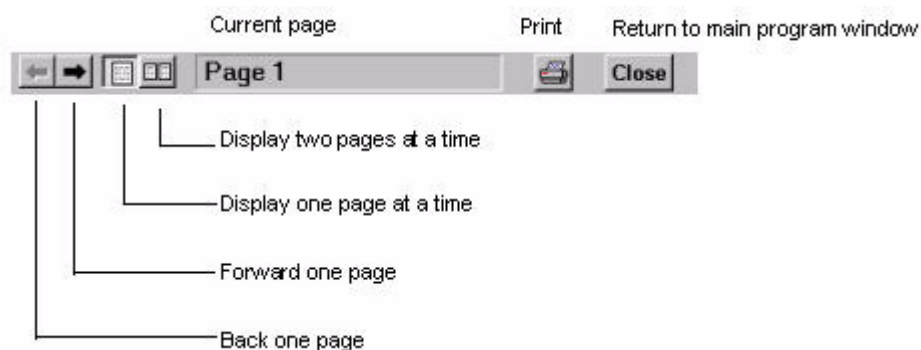 Current page Print Return to main program window
Page 1 Close
Display two pages at a time
Display one page at a time
Forward one page
Back one page